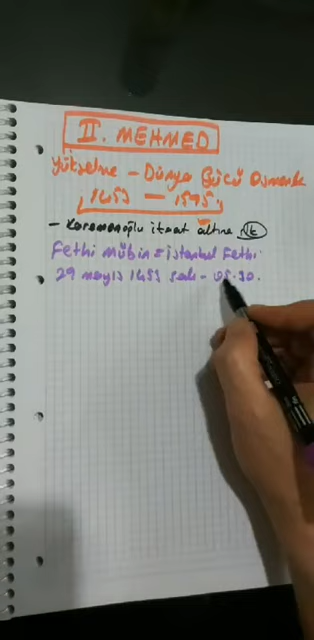 II. MEHMED
Yükselme - Dünya Gücü Osmanlı
1453 — 1575
- Karamanoğlu itaat altına
Fethi Mübin = İstanbul Fethi
29 mayıs 1453 Salı - 05.30.